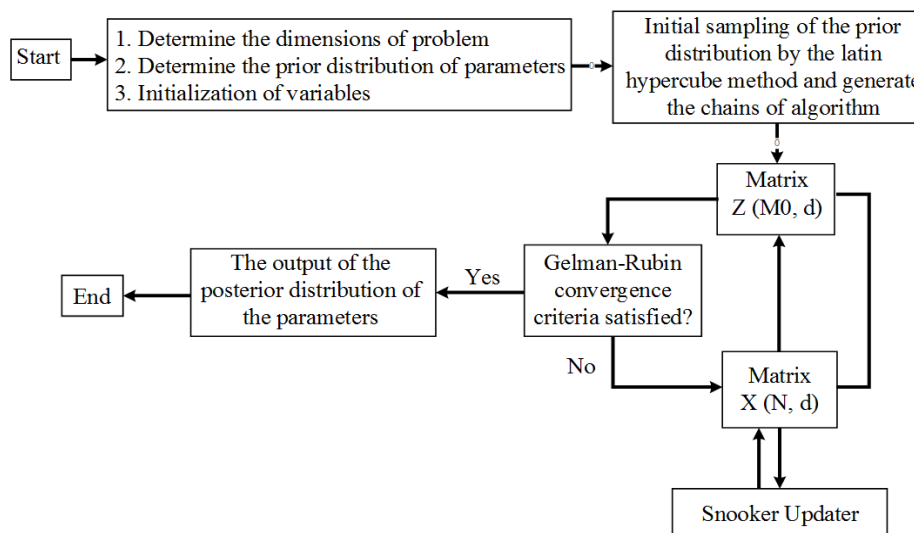 Start
1. Determine the dimensions of problem
2. Determine the prior distribution of parameters
3. Initialization of variables
0
Initial sampling of the prior
distribution by the latin
hypercube method and generate
the chains of algorithm
0
Matrix
Z (M0, d)
Gelman-Rubin
convergence
criteria satisfied?
Yes
The output of the
posterior distribution of
the parameters
End
No
Matrix
X (N, d)
Snooker Updater